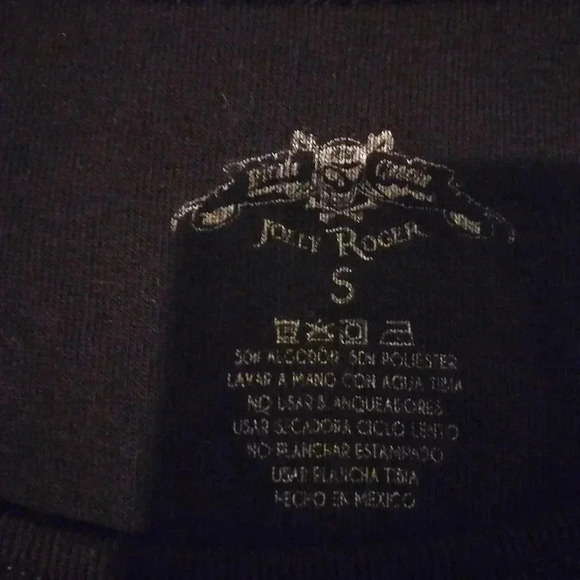 JOLLY ROGER
S
50% ALGODON 50% POLIESTER
LAVAR A MANO CON AGUA TIBIA
NO USAR BLANQUEADORES
USAR SECADORA CICLO LENTO
NO PLANCHAR ESTAMPADO
USAR PLANCHA TIBIA
HECHO EN MEXICO